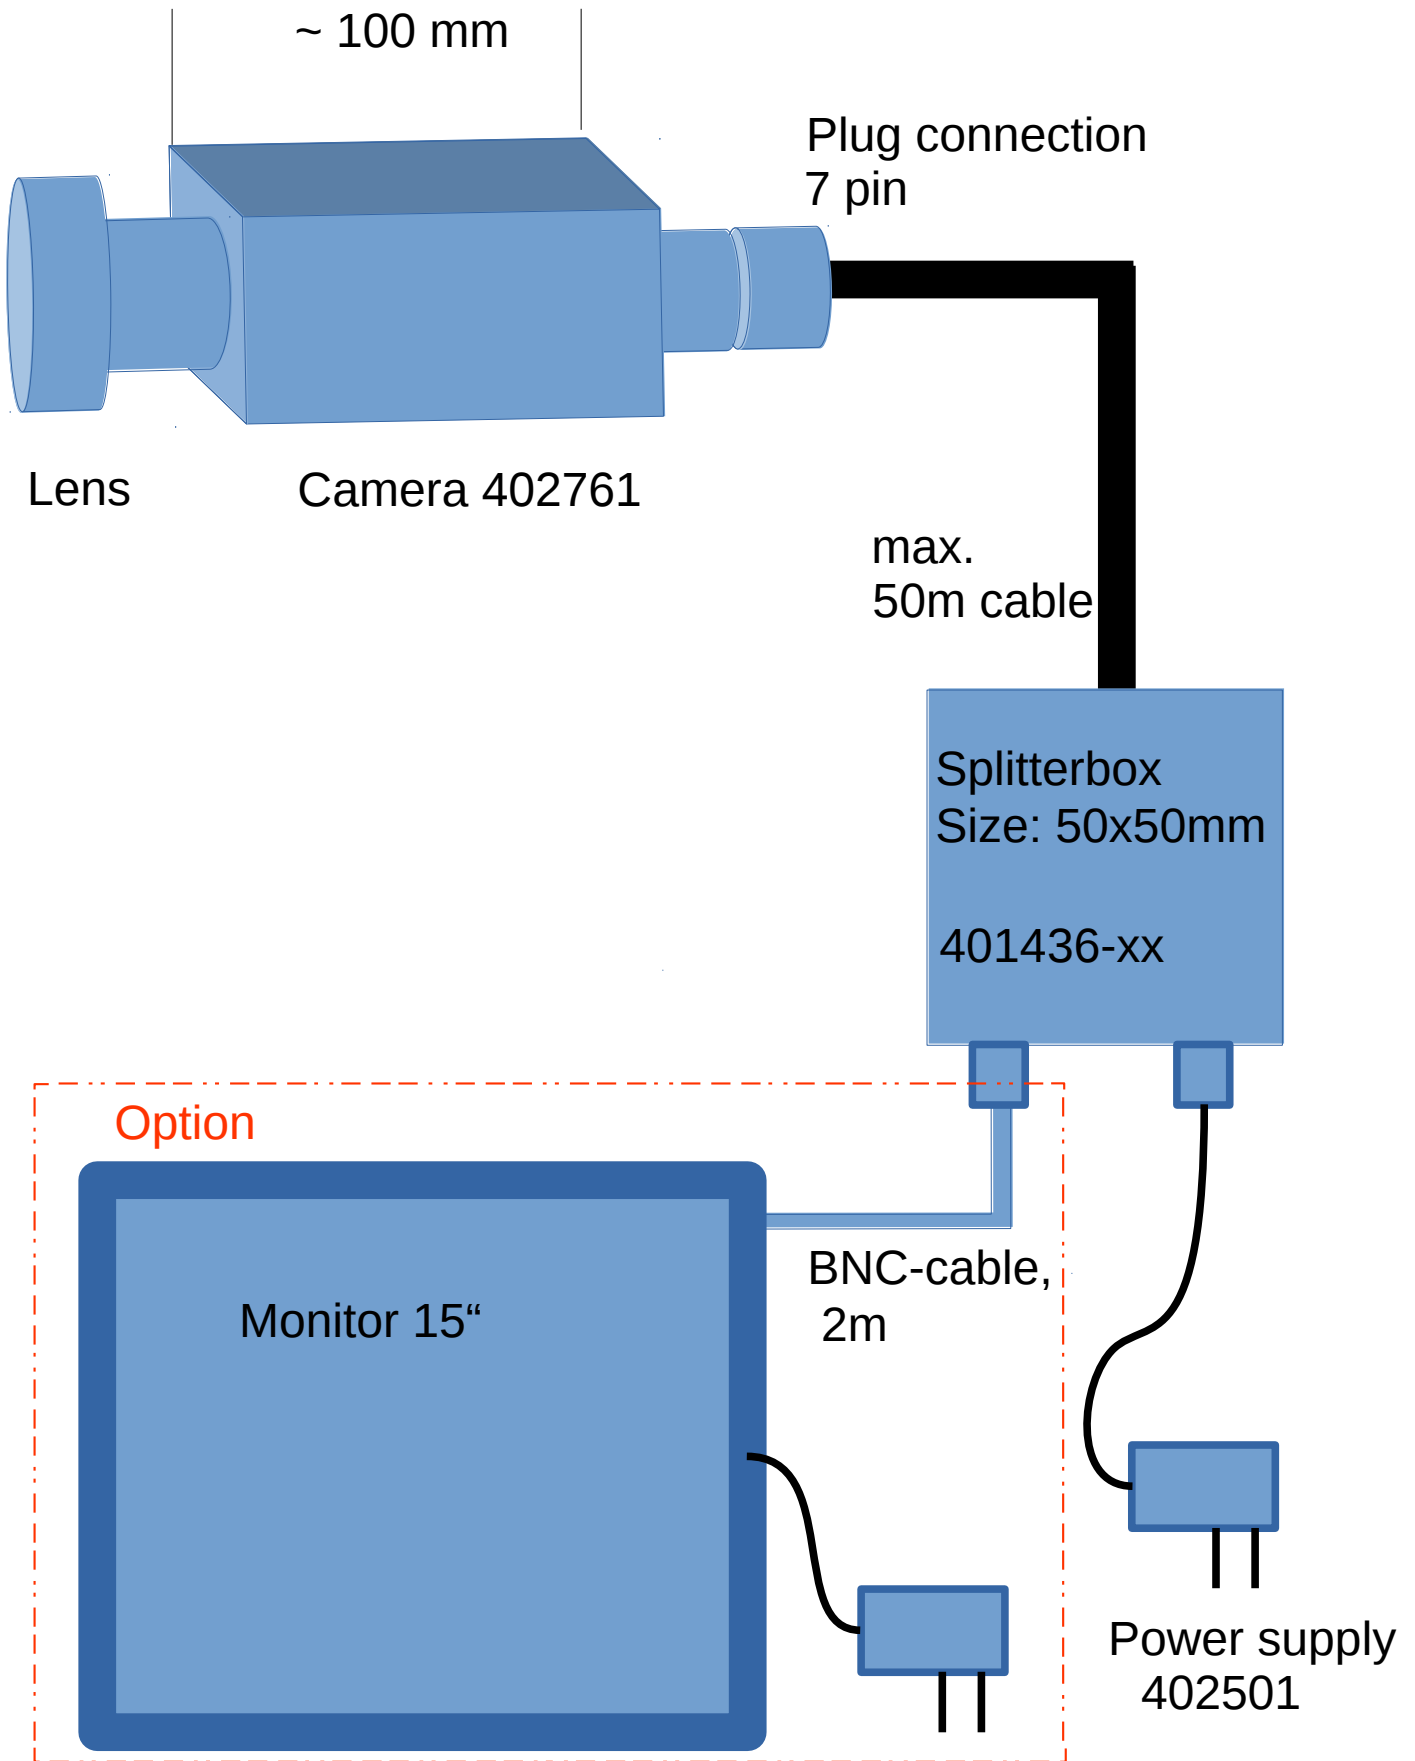 ~ 100 mm
Plug connection
7 pin
Lens
Camera 402761
max.
50m cable
Splitterbox
Size: 50x50mm
401436-xx
Option
BNC-cable,
2m
Monitor 15“
Power supply
402501